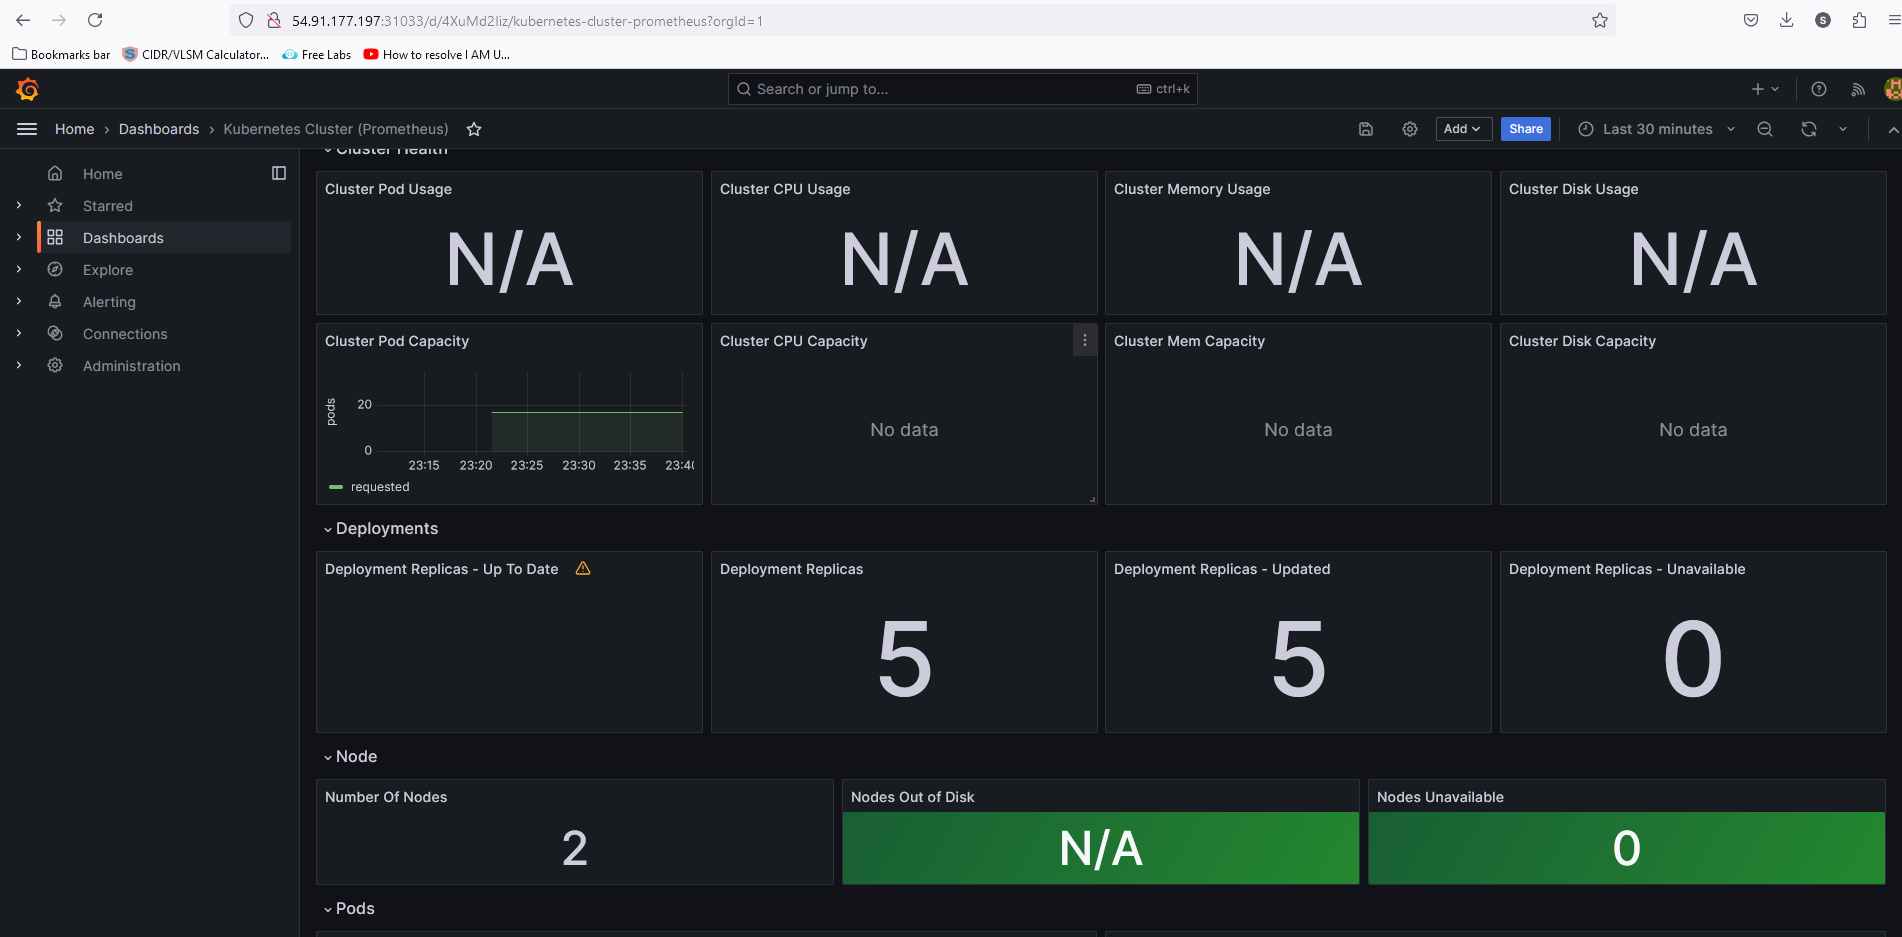 54.91.177.197:31033/d/4XuMd2Iiz/kubernetes-cluster-prometheus?orgId=1
S
Bookmarks bar
S
CIDR/VLSM Calculator...
Free Labs
How to resolve I AM U...
Search or jump to...
ctrl+k
Home › Dashboards › Kubernetes Cluster (Prometheus)
Add
Share
Last 30 minutes
Home
Starred
Dashboards
Explore
Alerting
Connections
Administration
Cluster Health
Cluster Pod Usage
N/A
Cluster CPU Usage
N/A
Cluster Memory Usage
N/A
Cluster Disk Usage
N/A
Cluster Pod Capacity
pods
20
0
23:15 23:20 23:25 23:30 23:35 23:40
requested
Cluster CPU Capacity
No data
Cluster Mem Capacity
No data
Cluster Disk Capacity
No data
Deployments
Deployment Replicas - Up To Date
Deployment Replicas
5
Deployment Replicas - Updated
5
Deployment Replicas - Unavailable
0
Node
Number Of Nodes
2
Nodes Out of Disk
N/A
Nodes Unavailable
0
Pods